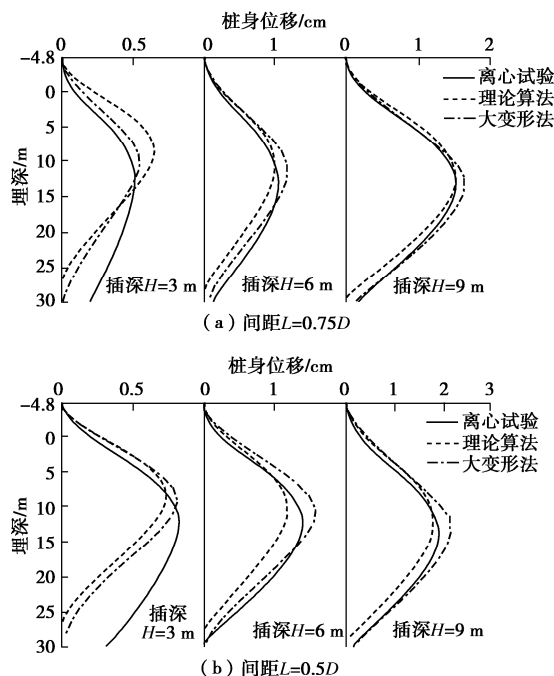 桩身位移/cm
0 0.5 0 1 0 1 2
-4.8
0
5
10
15
20
25
30
埋深/m
离心试验
理论算法
大变形法
插深H=3 m
插深H=6 m
插深H=9 m
（a）间距L=0.75D
桩身位移/cm
0 0.5 0 1 0 1 2 3
-4.8
0
5
10
15
20
25
30
埋深/m
离心试验
理论算法
大变形法
插深
H=3 m
插深H=6 m
插深H=9 m
（b）间距L=0.5D